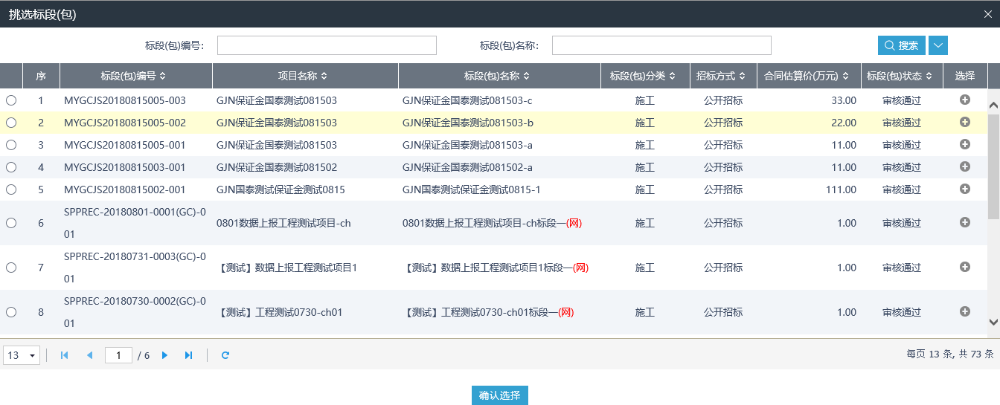 挑选标段(包)
标段(包)编号:
标段(包)名称:
搜索
序 标段(包)编号 项目名称 标段(包)名称 标段(包)分类 招标方式 合同估算价(万元) 标段(包)状态 选择
1 MYGCJS20180815005-003 GJN保证金国泰测试081503 GJN保证金国泰测试081503-c 施工 公开招标 33.00 审核通过
2 MYGCJS20180815005-002 GJN保证金国泰测试081503 GJN保证金国泰测试081503-b 施工 公开招标 22.00 审核通过
3 MYGCJS20180815005-001 GJN保证金国泰测试081503 GJN保证金国泰测试081503-a 施工 公开招标 11.00 审核通过
4 MYGCJS20180815003-001 GJN保证金国泰测试081502 GJN保证金国泰测试081502-a 施工 公开招标 11.00 审核通过
5 MYGCJS20180815002-001 GJN国泰测试保证金测试0815 GJN国泰测试保证金测试0815-1 施工 公开招标 111.00 审核通过
6 SPPREC-20180801-0001(GC)-0
01 0801数据上报工程测试项目-ch 0801数据上报工程测试项目-ch标段一(网) 施工 公开招标 1.00 审核通过
7 SPPREC-20180731-0003(GC)-0
01 【测试】数据上报工程测试项目1 【测试】数据上报工程测试项目1标段一(网) 施工 公开招标 1.00 审核通过
8 SPPREC-20180730-0002(GC)-0
01 【测试】工程测试0730-ch01 【测试】工程测试0730-ch01标段一(网) 施工 公开招标 1.00 审核通过
13 1 / 6 每页 13 条, 共 73 条
确认选择